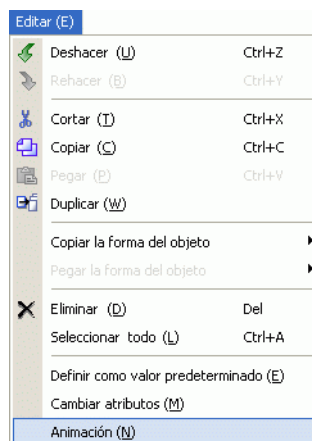 Editar (E)
Deshacer (U) Ctrl+Z
Rehacer (B) Ctrl+Y
Cortar (T) Ctrl+X
Copiar (C) Ctrl+C
Pegar (P) Ctrl+V
Duplicar (W)
Copiar la forma del objeto
Pegar la forma del objeto
Eliminar (D) Del
Seleccionar todo (L) Ctrl+A
Definir como valor predeterminado (E)
Cambiar atributos (M)
Animación (N)